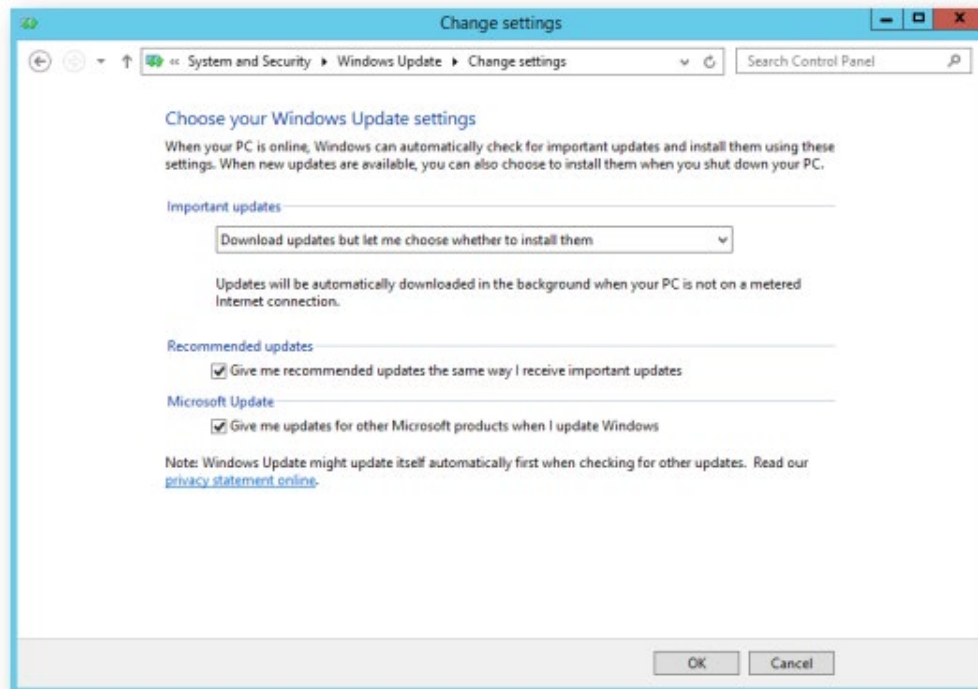 Change settings
« System and Security ▸ Windows Update ▸ Change settings
Search Control Panel
Choose your Windows Update settings
When your PC is online, Windows can automatically check for important updates and install them using these
settings. When new updates are available, you can also choose to install them when you shut down your PC.
Important updates
Download updates but let me choose whether to install them
Updates will be automatically downloaded in the background when your PC is not on a metered
Internet connection.
Recommended updates
Give me recommended updates the same way I receive important updates
Microsoft Update
Give me updates for other Microsoft products when I update Windows
Note: Windows Update might update itself automatically first when checking for other updates. Read our
privacy statement online.
OK
Cancel